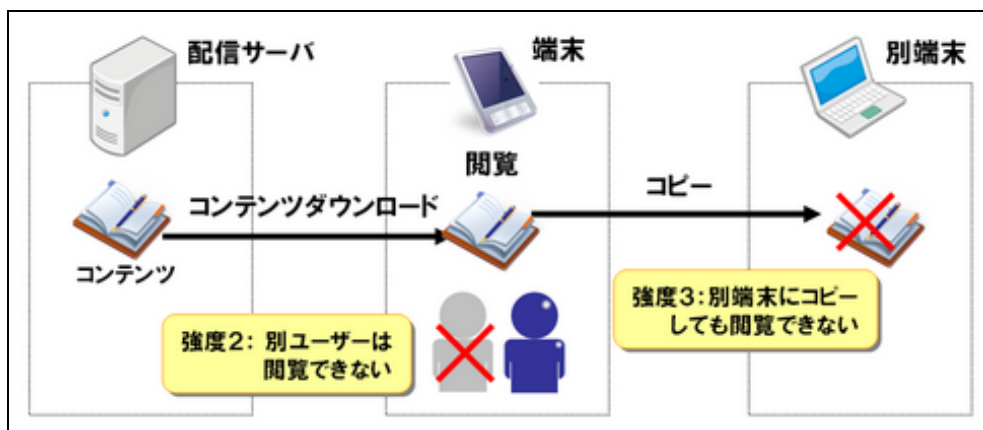 配信サーバ
端末
別端末
閲覧
コピー
コンテンツダウンロード
コンテンツ
強度2: 別ユーザーは
閲覧できない
強度3:別端末にコピー
しても閲覧できない